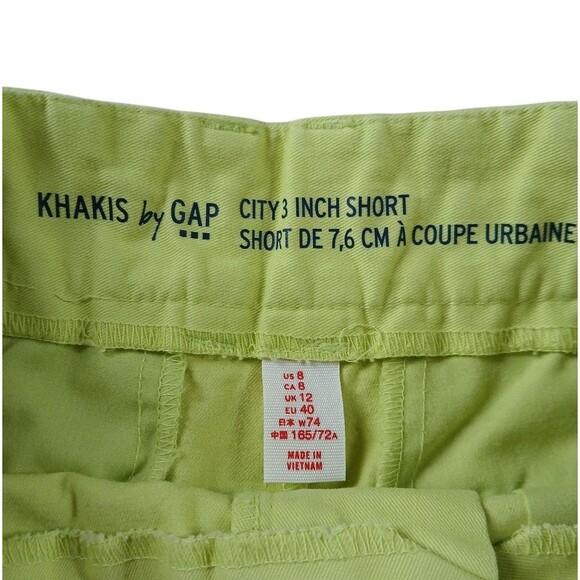 KHAKIS by GAP
CITY 3 INCH SHORT
SHORT DE 7,6 CM À COUPE URBAINE
US 8
CA 8
UK 12
EU 40
日本 W74
中国 165/72A
MADE IN
VIETNAM